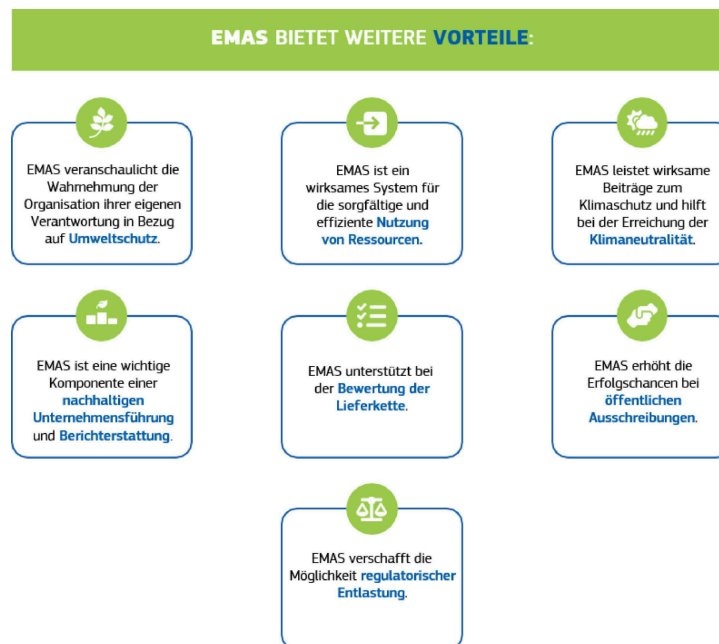 EMAS BIETET WEITERE VORTEILE:
EMAS veranschaulicht die
Wahrnehmung der
Organisation ihrer eigenen
Verantwortung in Bezug
auf Umweltschutz.
EMAS ist ein
wirksames System für
die sorgfältige und
effiziente Nutzung
von Ressourcen.
EMAS leistet wirksame
Beiträge zum
Klimaschutz und hilft
bei der Erreichung der
Klimaneutralität.
EMAS ist eine wichtige
Komponente einer
nachhaltigen
Unternehmensführung
und Berichterstattung.
EMAS unterstützt bei
der Bewertung der
Lieferkette.
EMAS erhöht die
Erfolgschancen bei
öffentlichen
Ausschreibungen.
EMAS verschafft die
Möglichkeit regulatorischer
Entlastung.